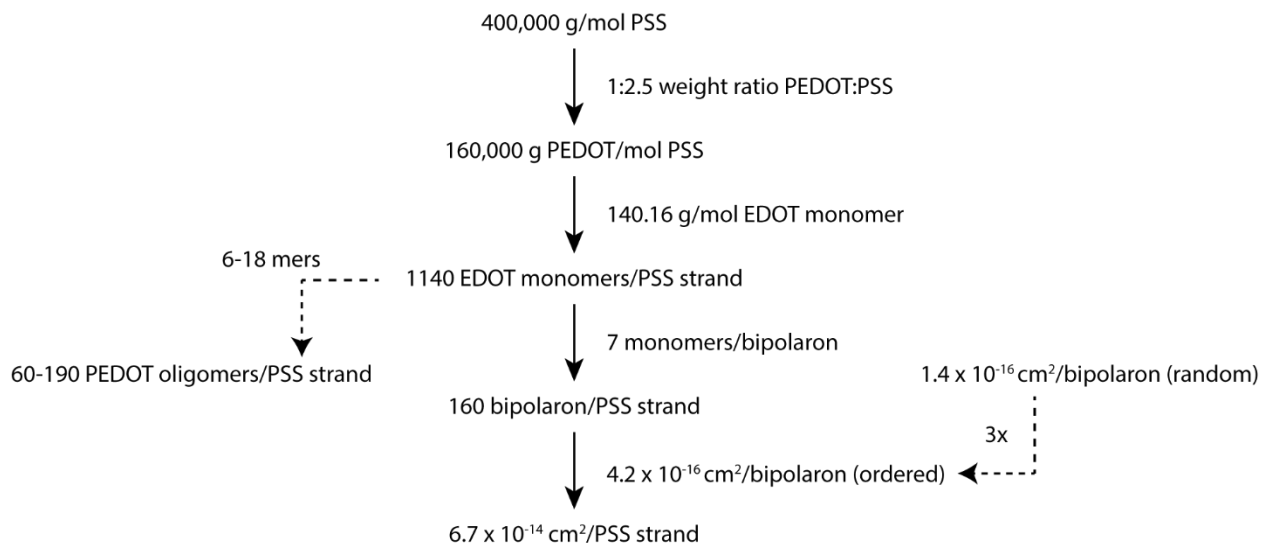 400,000 g/mol PSS
1:2.5 weight ratio PEDOT:PSS
160,000 g PEDOT/mol PSS
140.16 g/mol EDOT monomer
6-18 mers
1140 EDOT monomers/PSS strand
7 monomers/bipolaron
60-190 PEDOT oligomers/PSS strand
1.4 x 10⁻¹⁶ cm²/bipolaron (random)
160 bipolaron/PSS strand
3x
4.2 x 10⁻¹⁶ cm²/bipolaron (ordered)
6.7 x 10⁻¹⁴ cm²/PSS strand